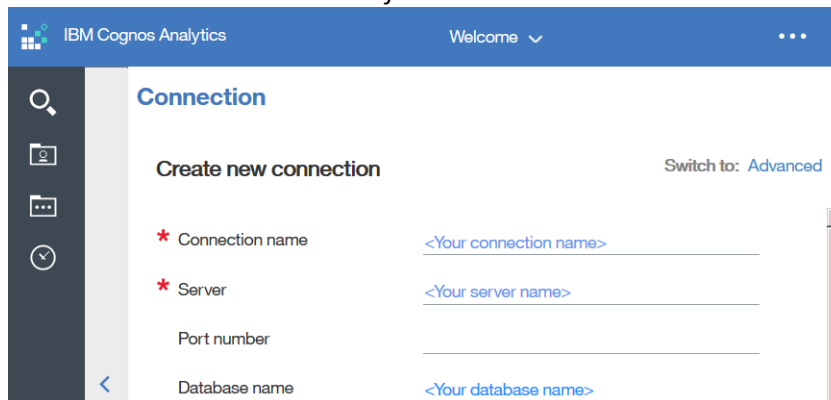 IBM Cognos Analytics Welcome
Connection
Create new connection Switch to: Advanced
* Connection name <Your connection name>
* Server <Your server name>
Port number
Database name <Your database name>